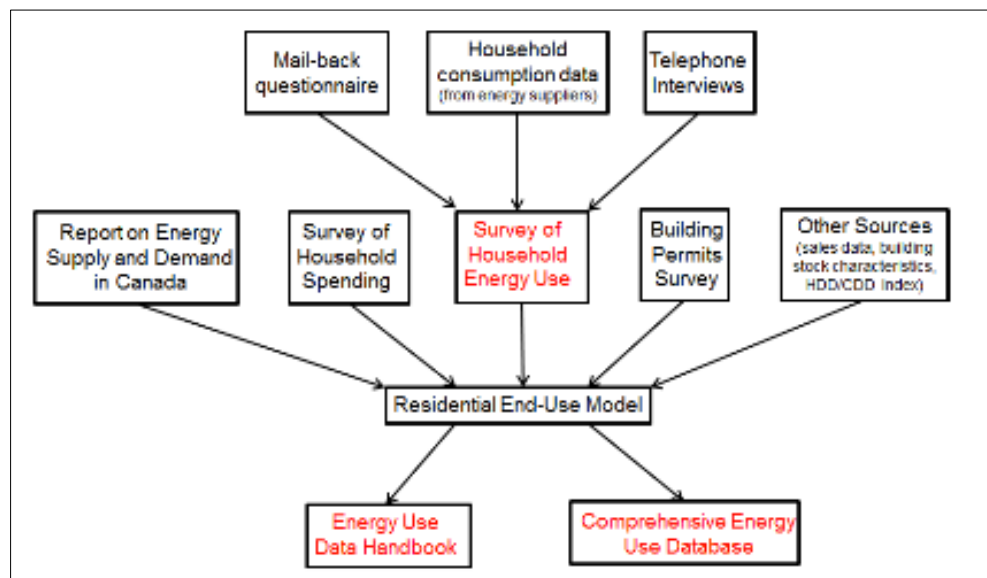 Mail-back
questionnaire
Household
consumption data
(from energy suppliers)
Telephone
Interviews
Report on Energy
Supply and Demand
in Canada
Survey of
Household
Spending
Survey of
Household
Energy Use
Building
Permits
Survey
Other Sources
(sales data, building
stock characteristics,
HDD/CDD Index)
Residential End-Use Model
Energy Use
Data Handbook
Comprehensive Energy
Use Database